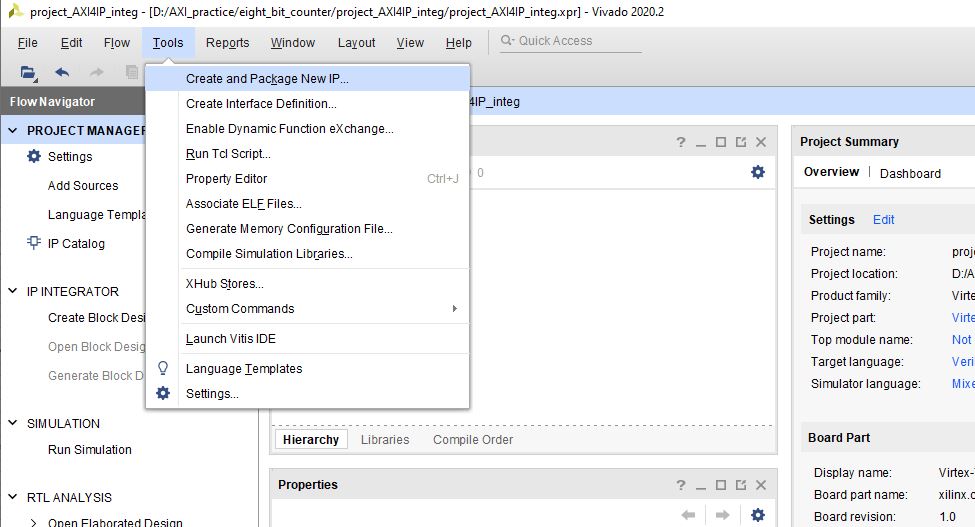 project_AXI4IP_integ - [D:/AXI_practice/eight_bit_counter/project_AXI4IP_integ/project_AXI4IP_integ.xpr] - Vivado 2020.2
File Edit Flow Tools Reports Window Layout View Help Quick Access
Flow Navigator
PROJECT MANAGER
Settings
Add Sources
Language Templa
IP Catalog
IP INTEGRATOR
Create Block Desi
Open Block Desig
Generate Block D
SIMULATION
Run Simulation
RTL ANALYSIS
Open Elaborated Design
Create and Package New IP...
Create Interface Definition...
Enable Dynamic Function eXchange...
Run Tcl Script...
Property Editor Ctrl+J
Associate ELF Files...
Generate Memory Configuration File...
Compile Simulation Libraries...
XHub Stores...
Custom Commands
Launch Vitis IDE
Language Templates
Settings...
4IP_integ
? _
0
Hierarchy Libraries Compile Order
Properties
? _
Project Summary
Overview | Dashboard
Settings Edit
Project name: proj
Project location: D:/A
Product family: Virte
Project part: Virte
Top module name: Not
Target language: Veri
Simulator language: Mixe
Board Part
Display name: Virtex-
Board part name: xilinx.c
Board revision: 1.0